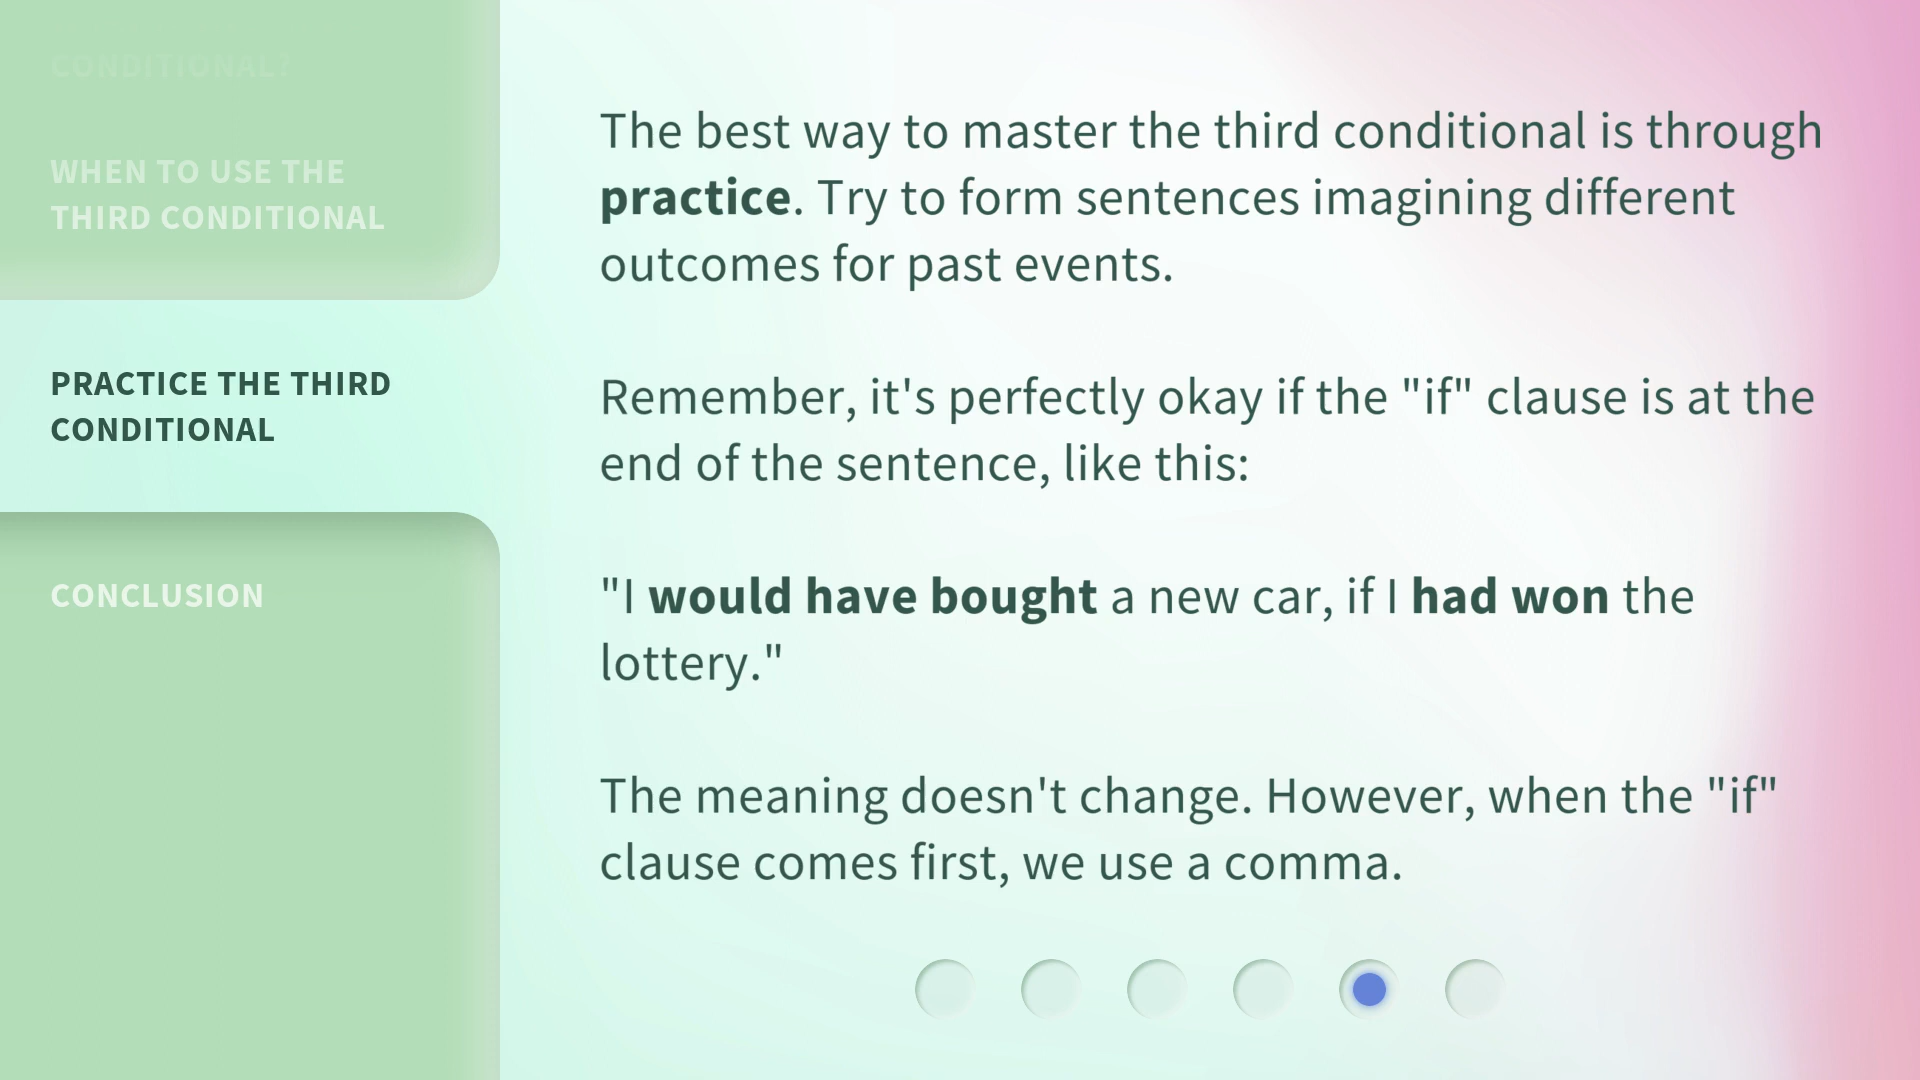 CONDITIONAL?
WHEN TO USE THE
THIRD CONDITIONAL
PRACTICE THE THIRD
CONDITIONAL
CONCLUSION
The best way to master the third conditional is through
practice. Try to form sentences imagining different
outcomes for past events.
Remember, it's perfectly okay if the "if" clause is at the
end of the sentence, like this:
"I would have bought a new car, if I had won the
lottery."
The meaning doesn't change. However, when the "if"
clause comes first, we use a comma.